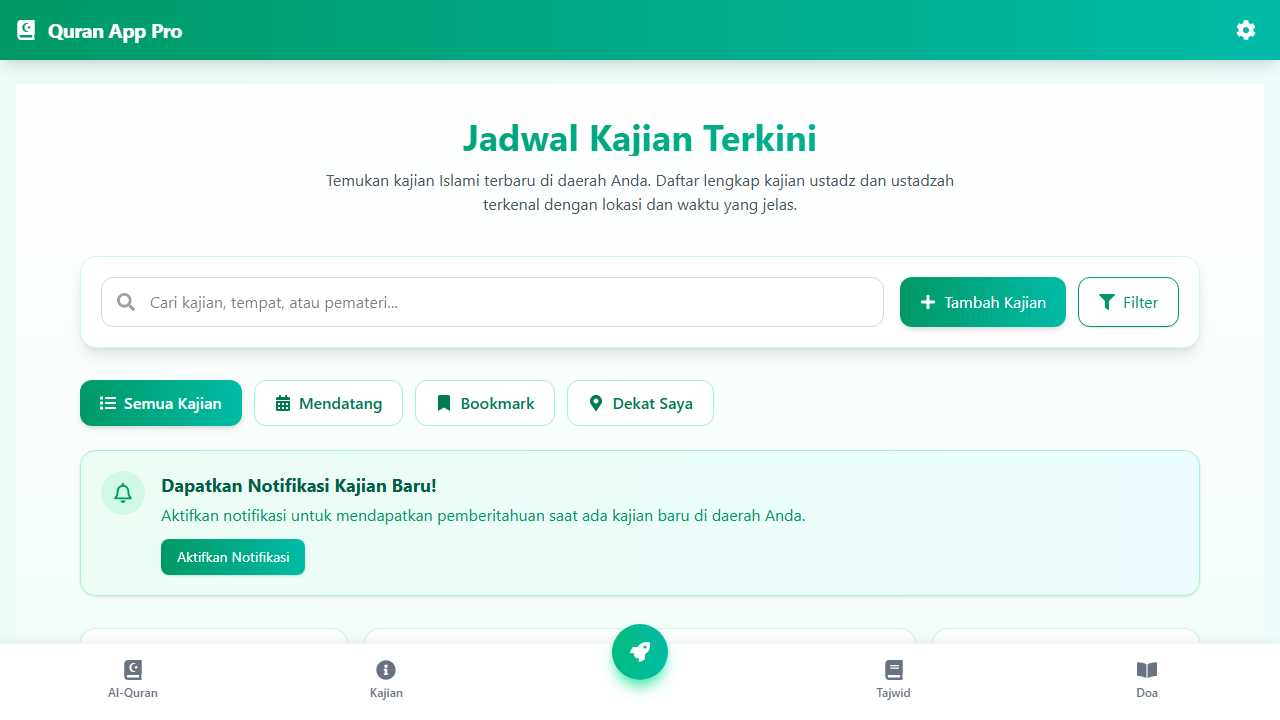 Quran App Pro
Jadwal Kajian Terkini
Temukan kajian Islami terbaru di daerah Anda. Daftar lengkap kajian ustadz dan ustadzah
terkenal dengan lokasi dan waktu yang jelas.
Cari kajian, tempat, atau pemateri...
Tambah Kajian
Filter
Semua Kajian
Mendatang
Bookmark
Dekat Saya
Dapatkan Notifikasi Kajian Baru!
Aktifkan notifikasi untuk mendapatkan pemberitahuan saat ada kajian baru di daerah Anda.
Aktifkan Notifikasi
Al-Quran
Kajian
Tajwid
Doa